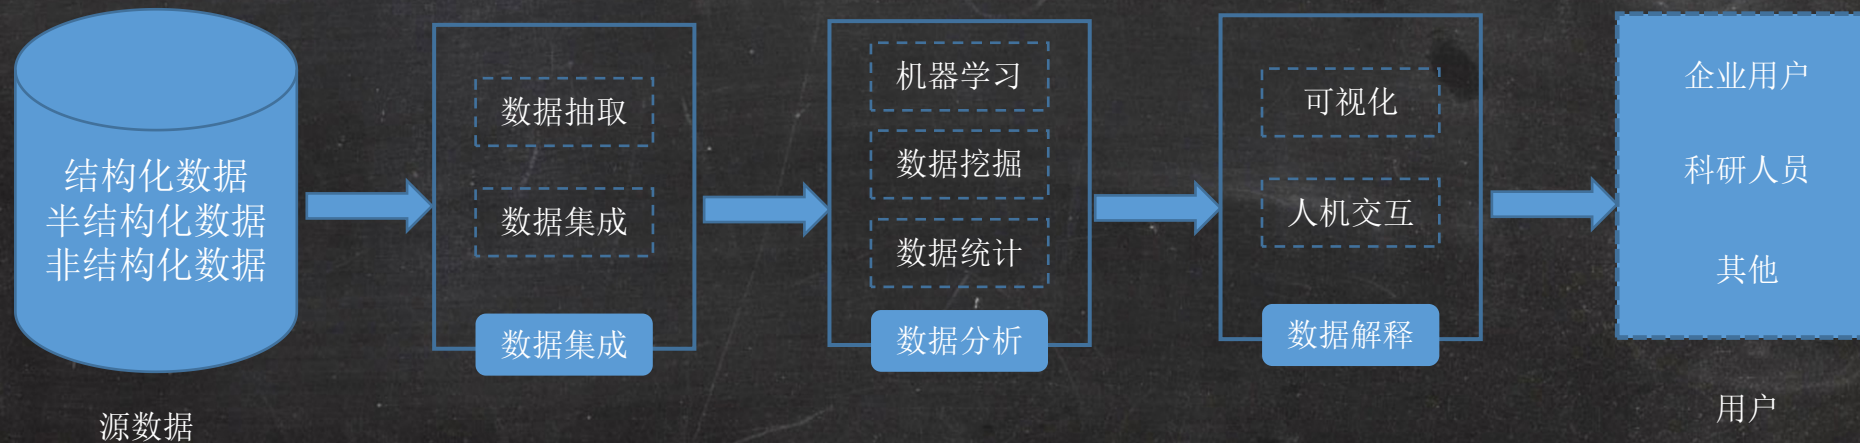 结构化数据
半结构化数据
非结构化数据
源数据
数据抽取
数据集成
数据集成
机器学习
数据挖掘
数据统计
数据分析
可视化
人机交互
数据解释
企业用户
科研人员
其他
用户